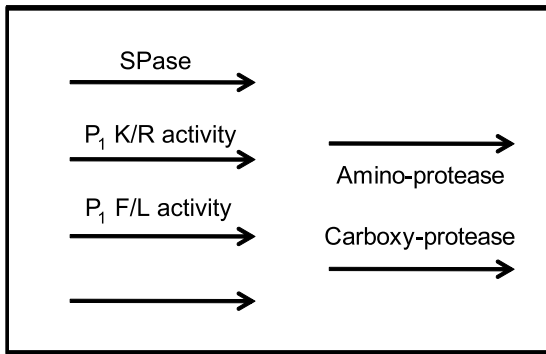 SPase
P₁ K/R activity
P₁ F/L activity
Amino-protease
Carboxy-protease